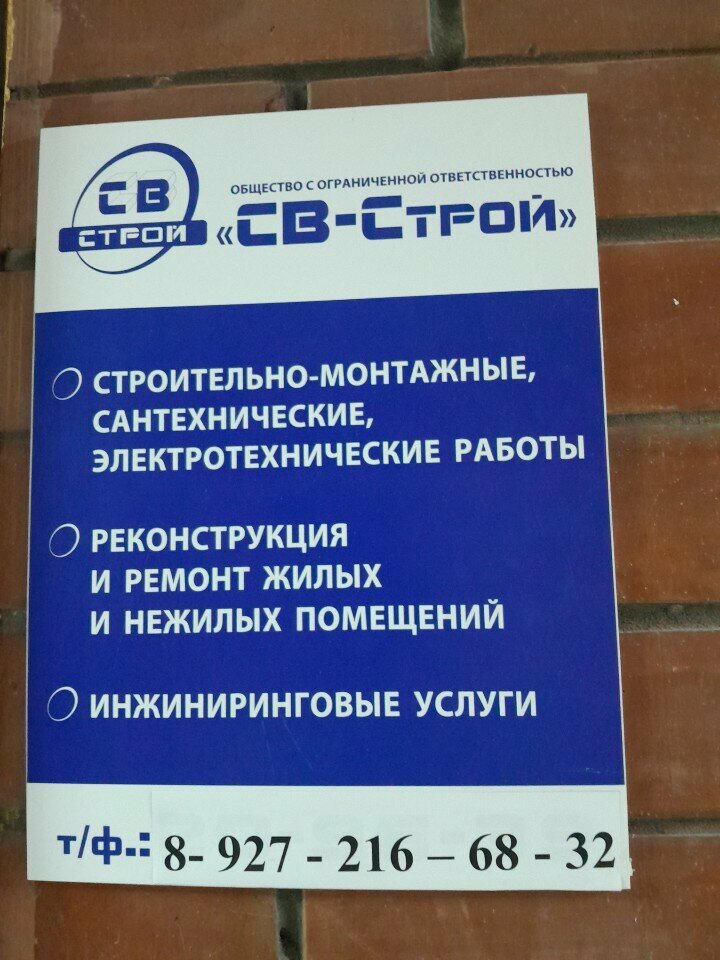 СВ
СТРОЙ
ОБЩЕСТВО С ОГРАНИЧЕННОЙ ОТВЕТСТВЕННОСТЬЮ
«СВ-Строй»
СТРОИТЕЛЬНО-МОНТАЖНЫЕ,
САНТЕХНИЧЕСКИЕ,
ЭЛЕКТРОТЕХНИЧЕСКИЕ РАБОТЫ
РЕКОНСТРУКЦИЯ
И РЕМОНТ ЖИЛЫХ
И НЕЖИЛЫХ ПОМЕЩЕНИЙ
ИНЖИНИРИНГОВЫЕ УСЛУГИ
т/ф.: 8- 927 - 216 – 68 - 32